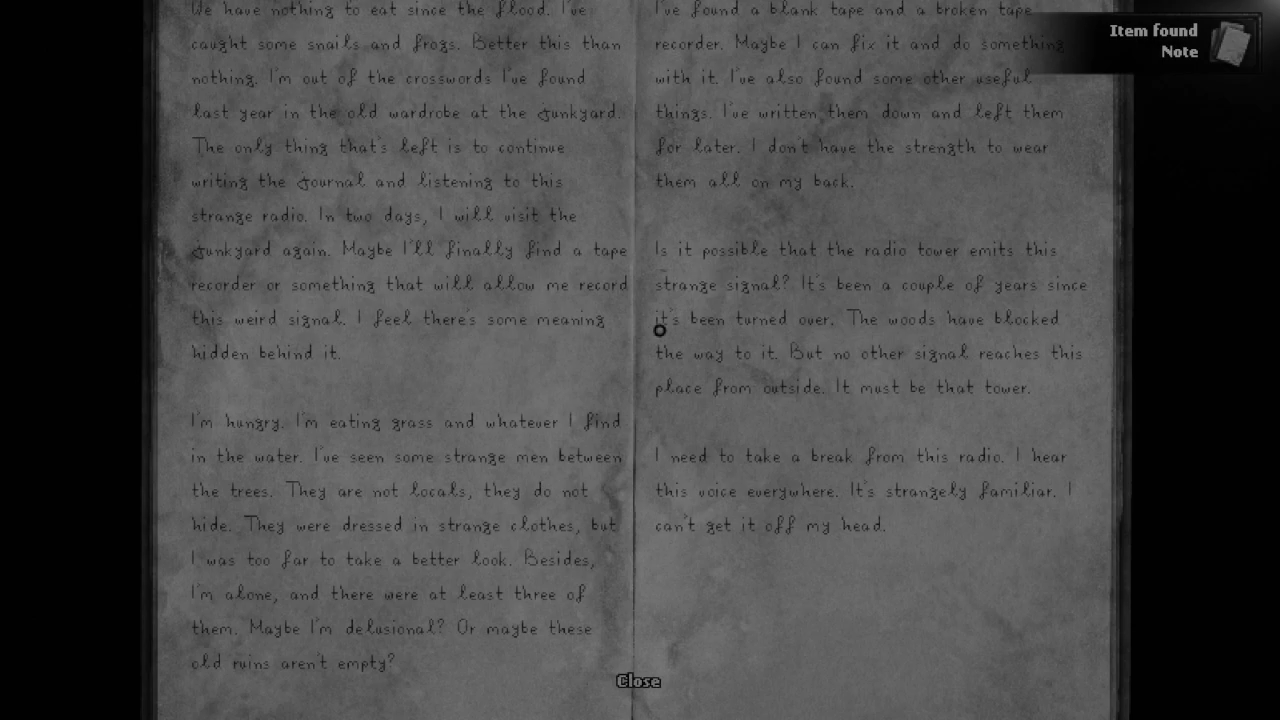 We have nothing to eat since the flood. I've
caught some snails and frogs. Better this than
nothing. I'm out of the crosswords I've found
last year in the old wardrobe at the junkyard.
The only thing that's left is to continue
writing the journal and listening to this
strange radio. In two days, I will visit the
junkyard again. Maybe I'll finally find a tape
recorder or something that will allow me record
this weird signal. I feel there's some meaning
hidden behind it.
I'm hungry. I'm eating grass and whatever I find
in the water. I've seen some strange men between
the trees. They are not locals, they do not
hide. They were dressed in strange clothes, but
I was too far to take a better look. Besides,
I'm alone, and there were at least three of
them. Maybe I'm delusional? Or maybe these
old ruins aren't empty?
I've found a blank tape and a broken tape
recorder. Maybe I can fix it and do something
with it. I've also found some other useful
things. I've written them down and left them
for later. I don't have the strength to wear
them all on my back.
Is it possible that the radio tower emits this
strange signal? It's been a couple of years since
it's been turned over. The woods have blocked
the way to it. But no other signal reaches this
place from outside. It must be that tower.
I need to take a break from this radio. I hear
this voice everywhere. It's strangely familiar. I
can't get it off my head.
Item found
Note
Close